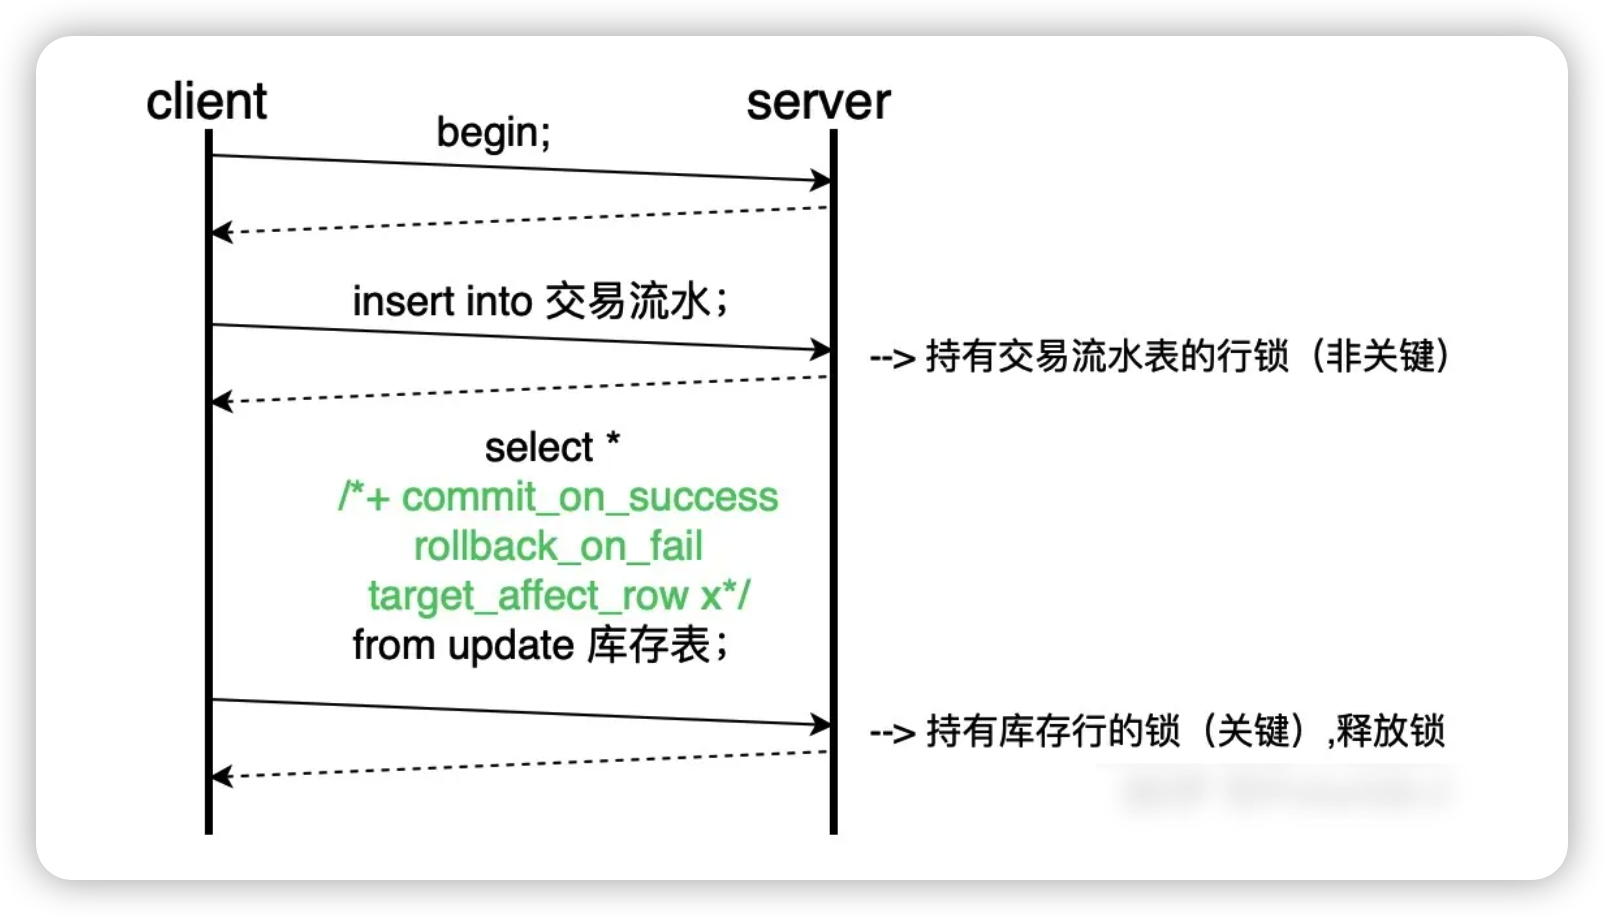 client
server
begin;
insert into 交易流水；
--> 持有交易流水表的行锁（非关键）
select *
/*+ commit_on_success
rollback_on_fail
target_affect_row x*/
from update 库存表；
--> 持有库存行的锁（关键）,释放锁